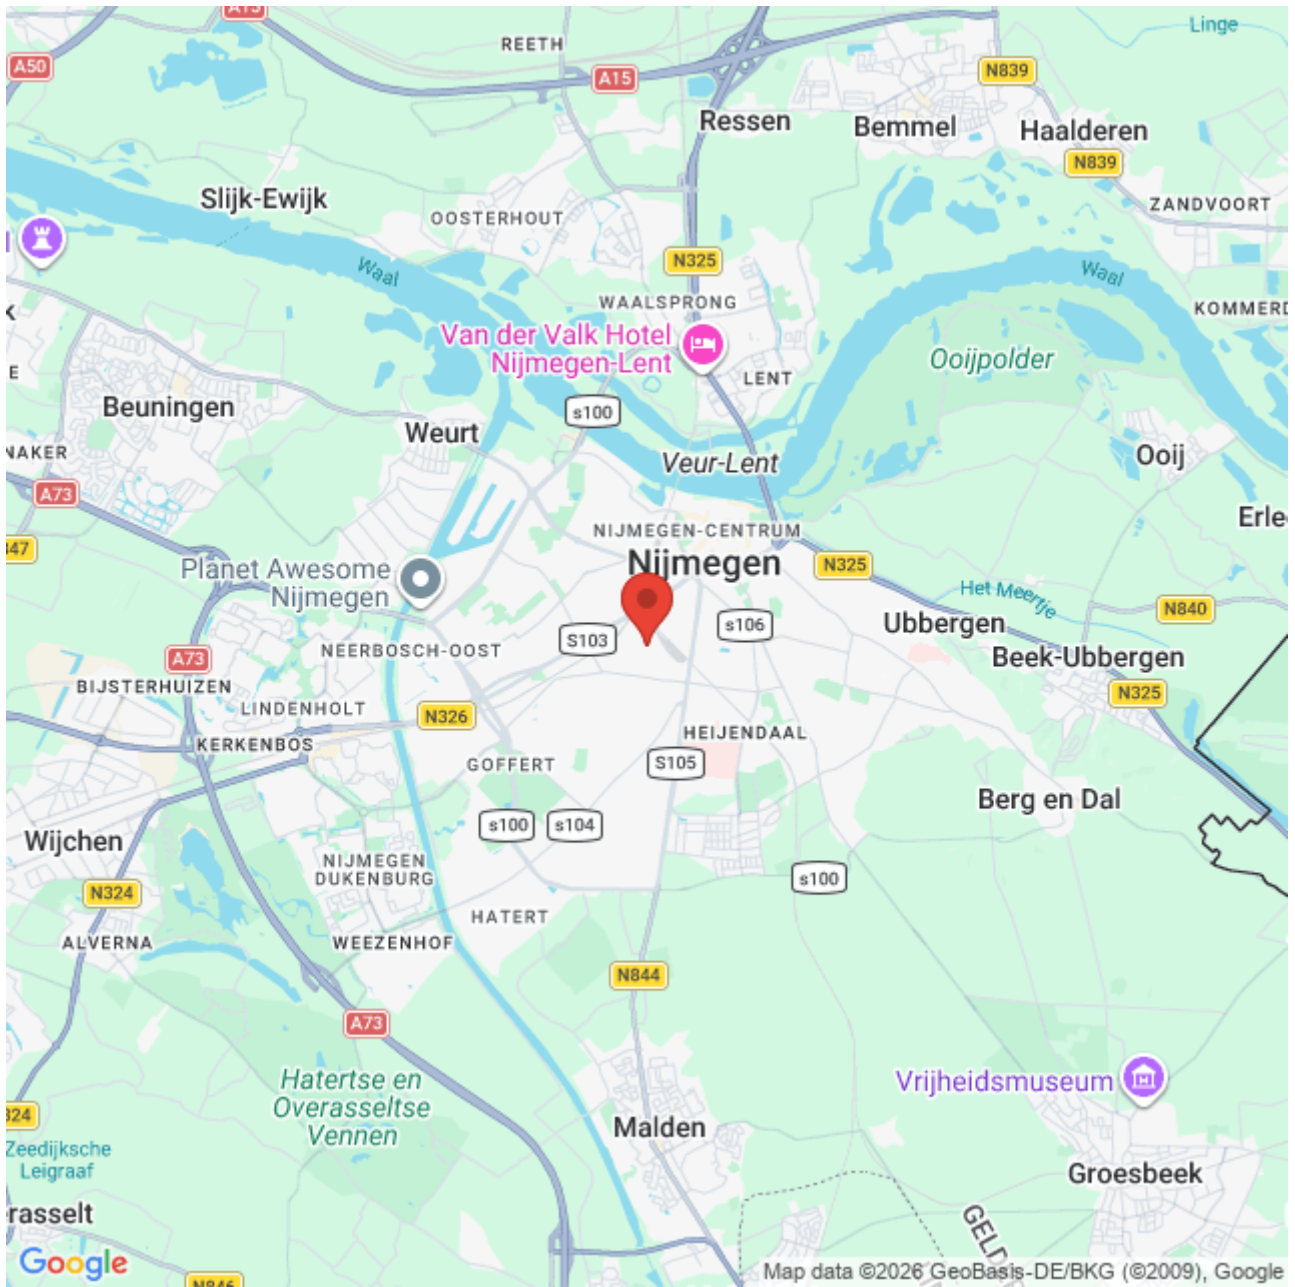 A15
Linge
REETH
A50
A15
N839
Ressen
Bemmel
Haalderen
N839
Slijk-Ewijk
OOSTERHOUT
ZANDVOORT
Waal
N325
Waal
WAALSPRONG
KOMMERD
k
Van der Valk Hotel
Nijmegen-Lent
Ooijpolder
E
LENT
Beuningen
s100
Weurt
NAKER
Veur-Lent
Ooij
A73
Erle
NIJMEGEN-CENTRUM
847
Nijmegen
N325
Planet Awesome
Nijmegen
Het Meertje
N840
S103
s106
Ubbergen
NEERBOSCH-OOST
A73
Beek-Ubbergen
BIJSTERHUIZEN
N325
LINDENHOLT
N326
HEIJENDAAL
KERKENBOS
GOFFERT
S105
Berg en Dal
s100
s104
Wijchen
NIJMEGEN
DUKENBURG
s100
N324
HATERT
ALVERNA
WEEZENHOF
N844
A73
Hatertse en
Overasseltse
Vennen
Vrijheidsmuseum
324
Malden
Zeedijksche
Leigraaf
Groesbeek
rasselt
GELD
Google
N846
Map data ©2026 GeoBasis-DE/BKG (©2009), Google